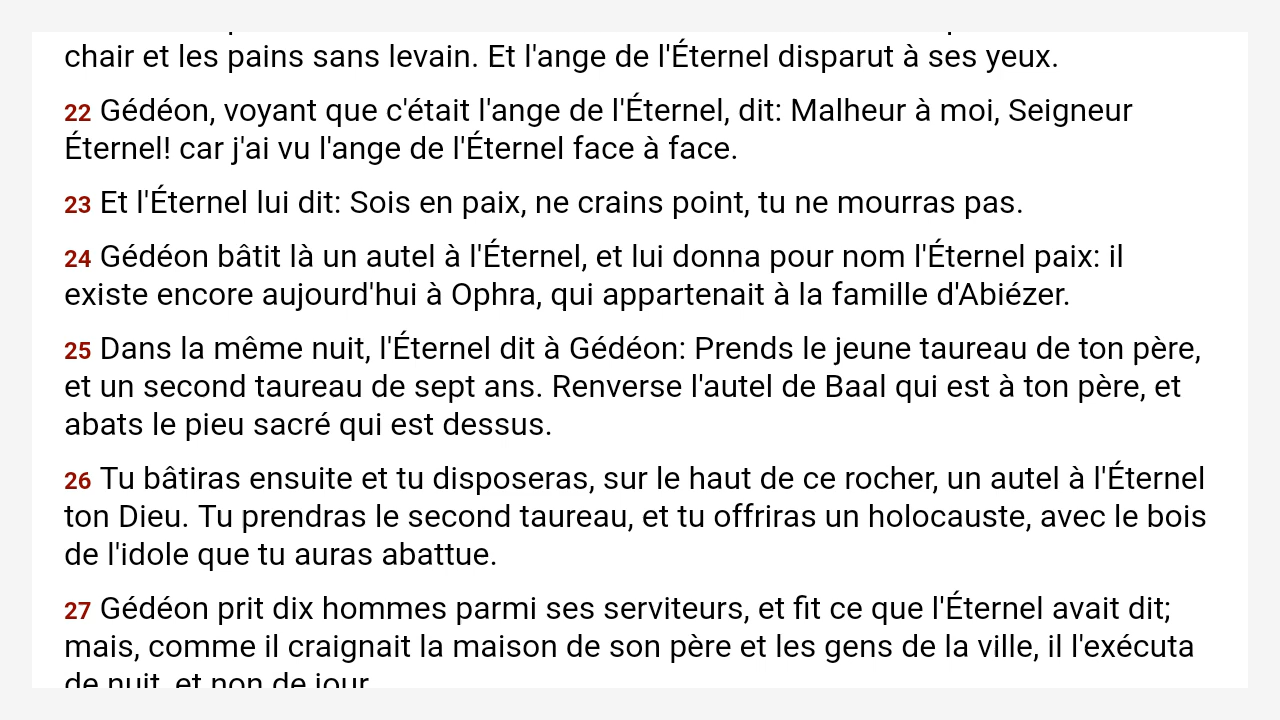 chair et les pains sans levain. Et l'ange de l'Éternel disparut à ses yeux.
22 Gédéon, voyant que c'était l'ange de l'Éternel, dit: Malheur à moi, Seigneur
Éternel! car j'ai vu l'ange de l'Éternel face à face.
23 Et l'Éternel lui dit: Sois en paix, ne crains point, tu ne mourras pas.
24 Gédéon bâtit là un autel à l'Éternel, et lui donna pour nom l'Éternel paix: il
existe encore aujourd'hui à Ophra, qui appartenait à la famille d'Abiézer.
25 Dans la même nuit, l'Éternel dit à Gédéon: Prends le jeune taureau de ton père,
et un second taureau de sept ans. Renverse l'autel de Baal qui est à ton père, et
abats le pieu sacré qui est dessus.
26 Tu bâtiras ensuite et tu disposeras, sur le haut de ce rocher, un autel à l'Éternel
ton Dieu. Tu prendras le second taureau, et tu offriras un holocauste, avec le bois
de l'idole que tu auras abattue.
27 Gédéon prit dix hommes parmi ses serviteurs, et fit ce que l'Éternel avait dit;
mais, comme il craignait la maison de son père et les gens de la ville, il l'exécuta
de nuit, et non de jour.